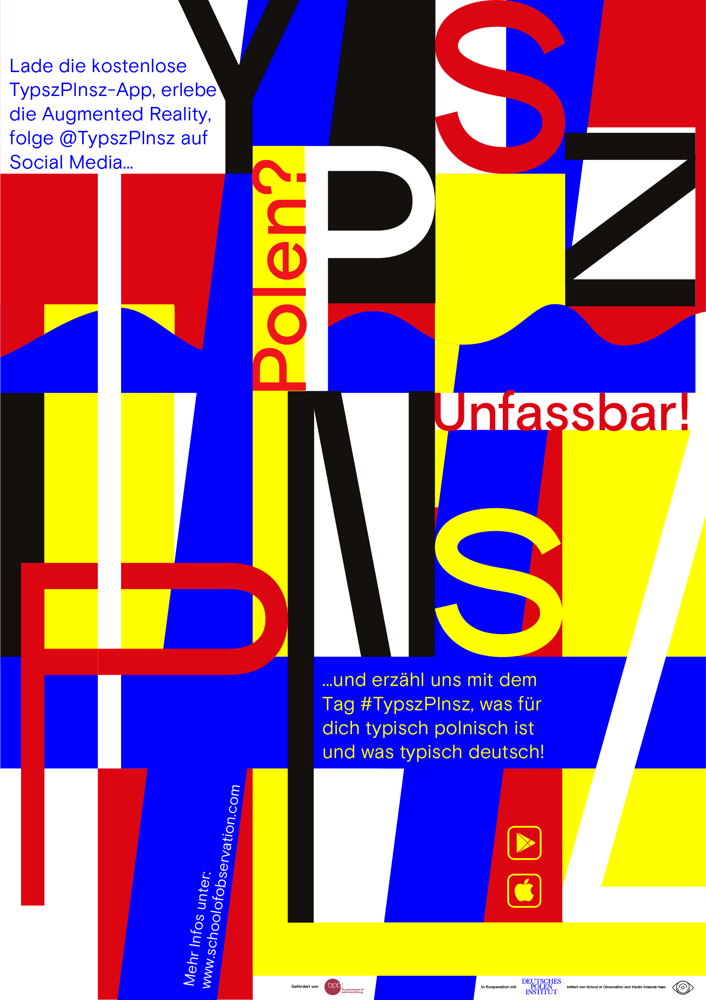 Lade die kostenlose
TypszPlnsz-App, erlebe
die Augmented Reality,
folge @TypszPlnsz auf
Social Media...
T Y P S Z
Polen?
Unfassbar!
P L N S Z
...und erzähl uns mit dem
Tag #TypszPlnsz, was für
dich typisch polnisch ist
und was typisch deutsch!
Mehr Infos unter:
www.schoolofobservation.com
Gefördert von
bpb:
Bundeszentrale für
politische Bildung
In Kooperation mit
DEUTSCHES
POLEN
INSTITUT
Initiiert von School of Observation und Studio Amanda Haas